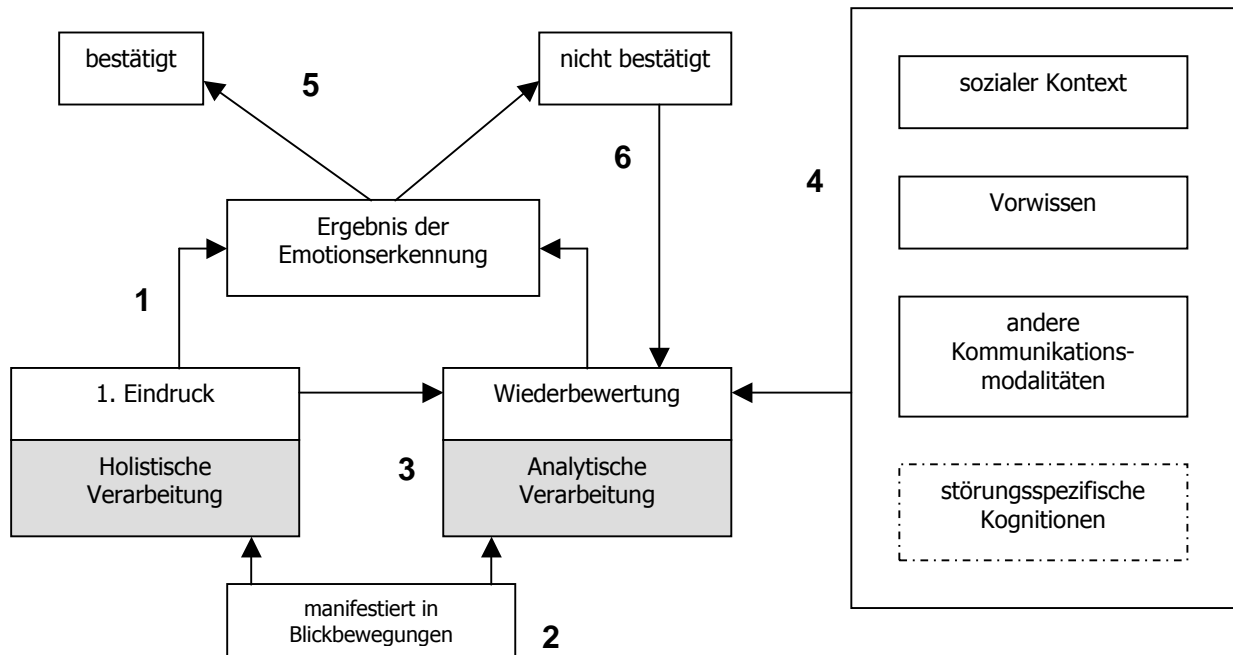 bestätigt
5
nicht bestätigt
6
Ergebnis der
Emotionserkennung
1
1. Eindruck
Holistische
Verarbeitung
3
Wiederbewertung
Analytische
Verarbeitung
manifestiert in
Blickbewegungen
2
4
sozialer Kontext
Vorwissen
andere
Kommunikations-
modalitäten
störungsspezifische
Kognitionen